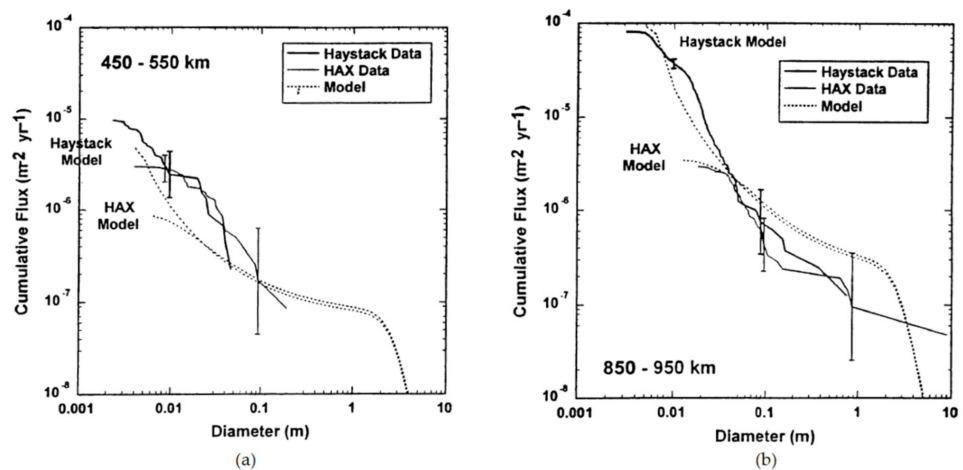 10^-4
10^-5
10^-6
10^-7
10^-8
Cumulative Flux (m^-2 yr^-1)
450 - 550 km
Haystack Data
HAX Data
Model
Haystack
Model
HAX
Model
0.001
0.01
0.1
1
10
Diameter (m)
(a)
10^-4
10^-5
10^-6
10^-7
10^-8
Cumulative Flux (m^-2 yr^-1)
Haystack Model
Haystack Data
HAX Data
Model
HAX
Model
850 - 950 km
0.001
0.01
0.1
1
10
Diameter (m)
(b)